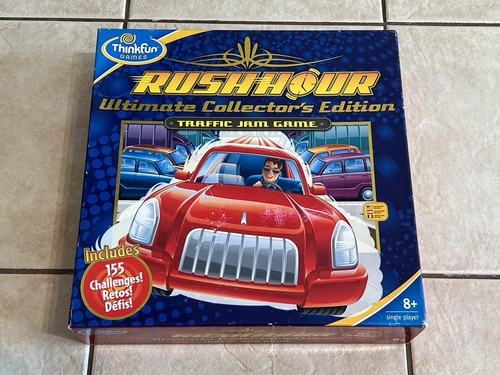 Thinkfun
GAMES
RUSH HOUR
Ultimate Collector's Edition
TRAFFIC JAM GAME
Includes
155
Challenges!
Retos!
Défis!
8+
single player